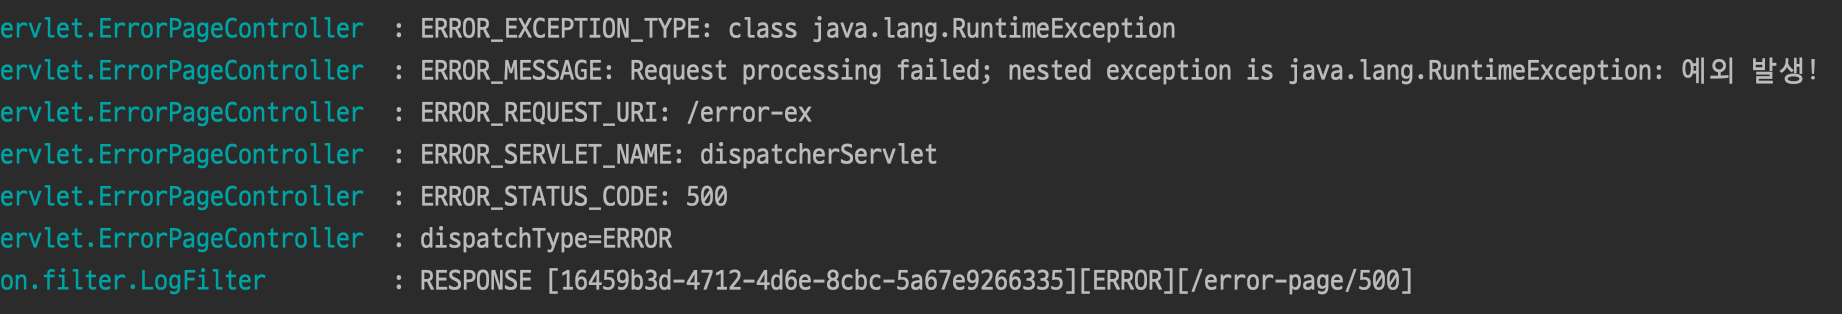 ervlet.ErrorPageController : ERROR_EXCEPTION_TYPE: class java.lang.RuntimeException
ervlet.ErrorPageController : ERROR_MESSAGE: Request processing failed; nested exception is java.lang.RuntimeException: 예외 발생!
ervlet.ErrorPageController : ERROR_REQUEST_URI: /error-ex
ervlet.ErrorPageController : ERROR_SERVLET_NAME: dispatcherServlet
ervlet.ErrorPageController : ERROR_STATUS_CODE: 500
ervlet.ErrorPageController : dispatchType=ERROR
on.filter.LogFilter : RESPONSE [16459b3d-4712-4d6e-8cbc-5a67e9266335][ERROR][/error-page/500]